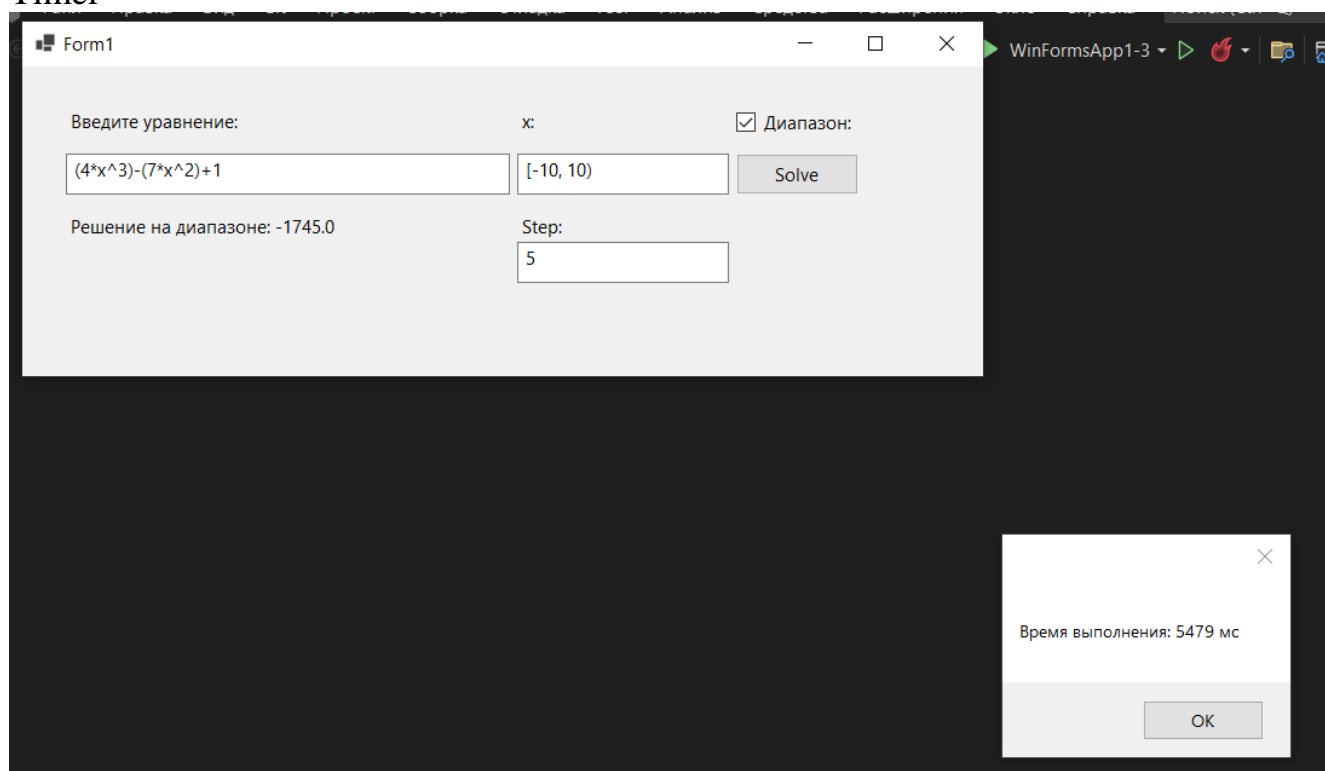 Timer
Form1
WinFormsApp1-3
Введите уравнение:
x:
Диапазон:
(4*x^3)-(7*x^2)+1
[-10, 10)
Solve
Решение на диапазоне: -1745.0
Step:
5
Время выполнения: 5479 мс
OK